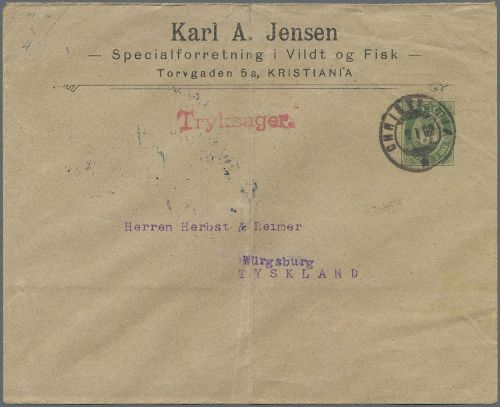 Karl A. Jensen
— Specialforretning i Vildt og Fisk —
Torvgaden 5a, KRISTIANIA
Tryksager.
Herren Herbst & Reimer
Würgsburg
TYSKLAND